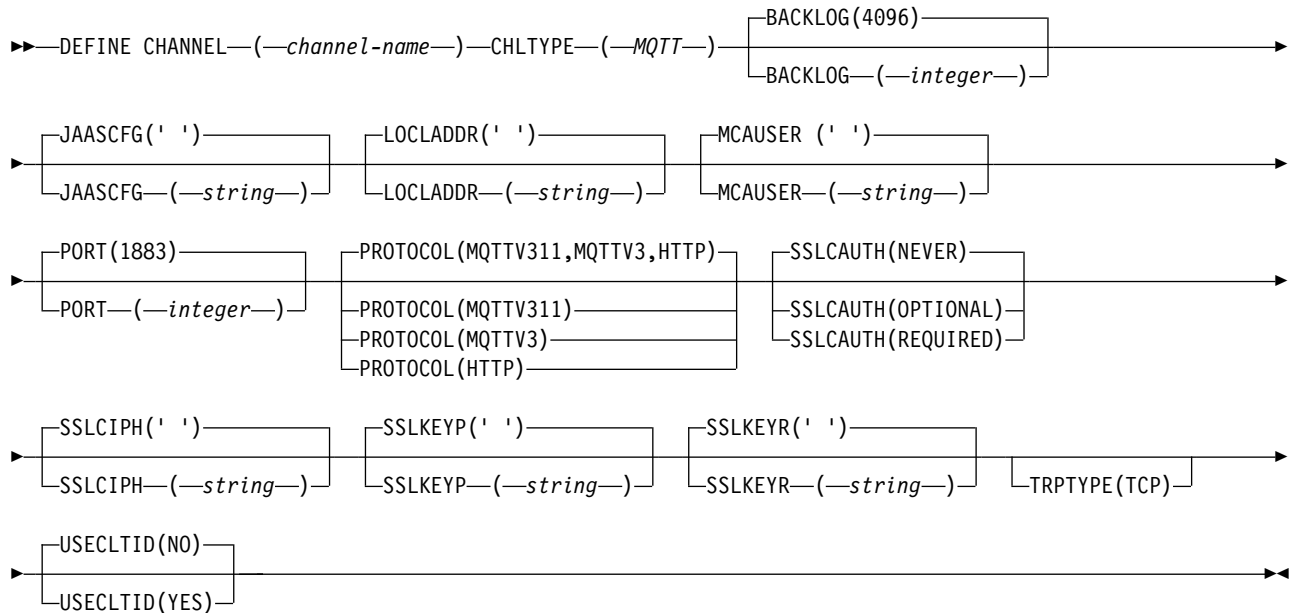 BACKLOG(4096)
DEFINE CHANNEL ( channel-name ) CHLTYPE ( MQTT )
BACKLOG ( integer )
JAASCFG(' ') LOCLADDR(' ') MCAUSER (' ')
JAASCFG ( string ) LOCLADDR ( string ) MCAUSER ( string )
PORT(1883) PROTOCOL(MQTTV311,MQTTV3,HTTP) SSLCAUTH(NEVER)
PORT ( integer ) PROTOCOL(MQTTV311) SSLCAUTH(OPTIONAL)
PROTOCOL(MQTTV3) SSLCAUTH(REQUIRED)
PROTOCOL(HTTP)
SSLCIPH(' ') SSLKEYP(' ') SSLKEYR(' ')
SSLCIPH ( string ) SSLKEYP ( string ) SSLKEYR ( string ) TRPTYPE(TCP)
USECLTID(NO)
USECLTID(YES)